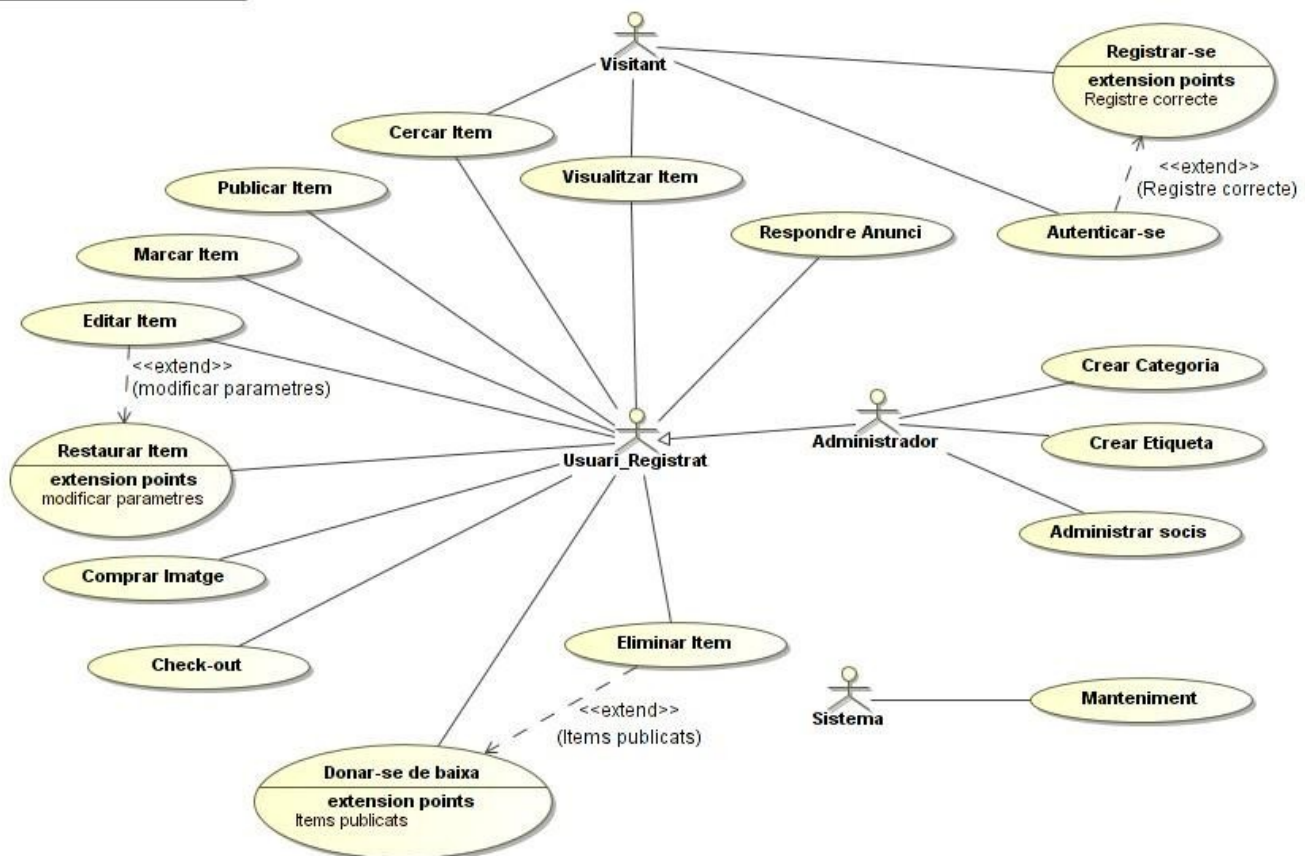 Visitant
Registrar-se
extension points
Registre correcte
Cercar Item
<<extend>>
(Registre correcte)
Publicar Item
Visualitzar Item
Respondre Anunci
Autenticar-se
Marcar Item
Editar Item
<<extend>>
(modificar parametres)
Crear Categoria
Restaurar Item
extension points
modificar parametres
Usuari_Registrat
Administrador
Crear Etiqueta
Administrar socis
Comprar Imatge
Check-out
Eliminar Item
<<extend>>
(Items publicats)
Sistema
Manteniment
Donar-se de baixa
extension points
Items publicats